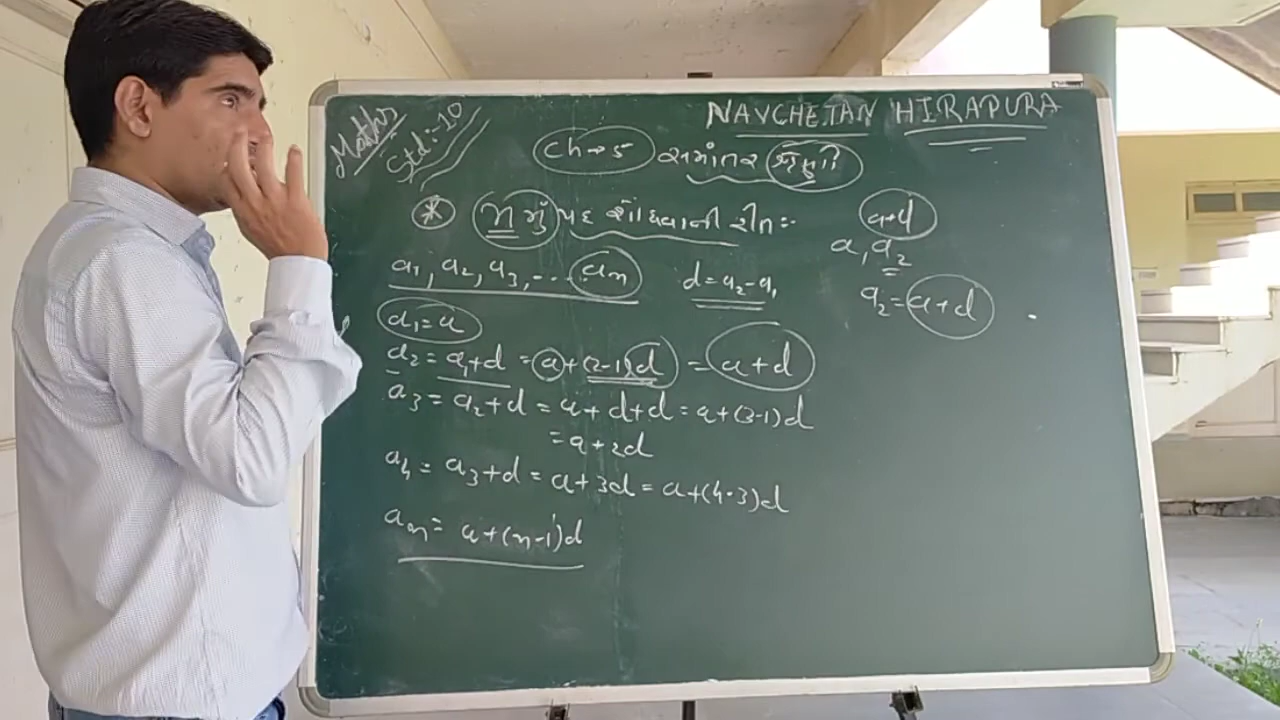 Maths
Std:-10
NAVCHETAN HIRAPURA
Ch→5 સમાંતર શ્રેઢી
* n મું પદ શોધવાની રીત:-
a₁, a₂, a₃, .... aₙ d = a₂-a₁
a+d
a, a₂
a₂ = a+d
a₁ = a
a₂ = a₁+d = a+(2-1)d = a+d
a₃ = a₂+d = a+d+d = a+(3-1)d
= a+2d
a₄ = a₃+d = a+3d = a+(4-3)d
aₙ = a+(n-1)d